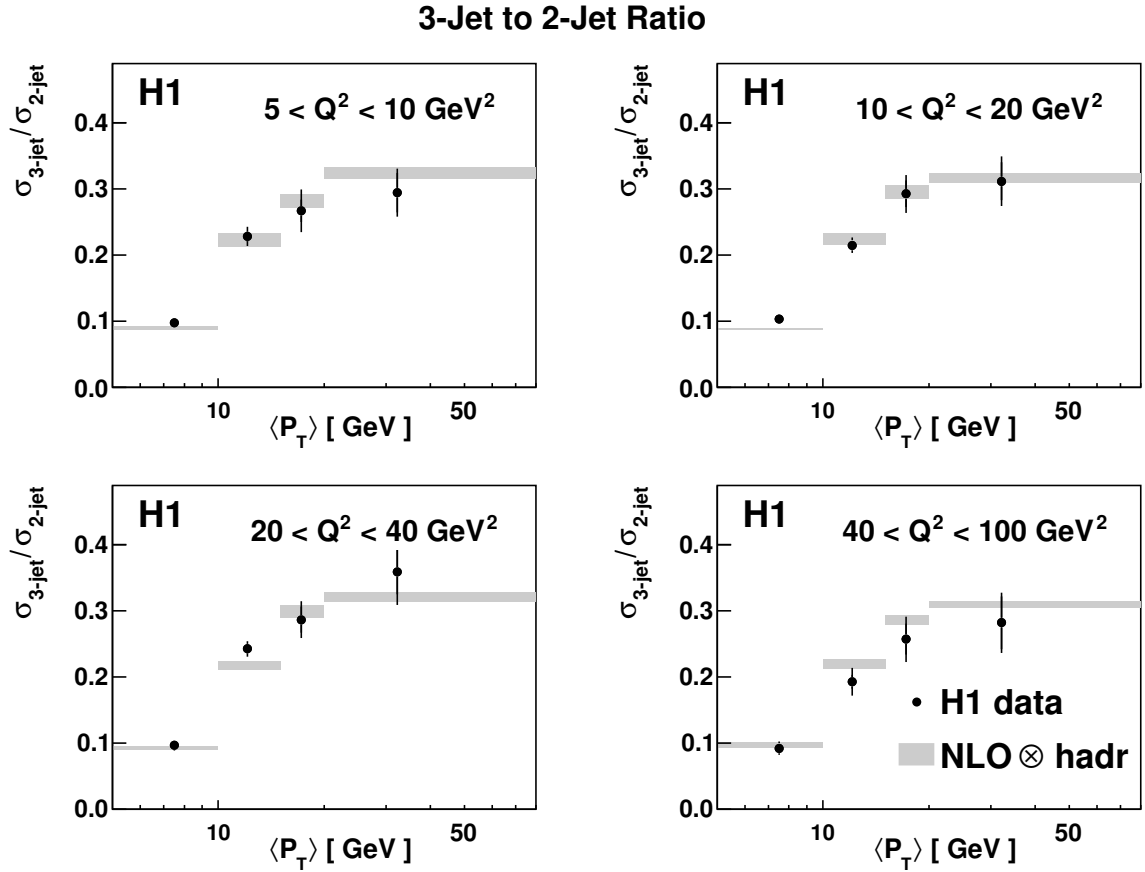 3-Jet to 2-Jet Ratio
H1
5 < Q² < 10 GeV²
σ3-jet/σ2-jet
0.4
0.3
0.2
0.1
0.0
10
50
⟨P_T⟩ [ GeV ]
H1
10 < Q² < 20 GeV²
σ3-jet/σ2-jet
0.4
0.3
0.2
0.1
0.0
10
50
⟨P_T⟩ [ GeV ]
H1
20 < Q² < 40 GeV²
σ3-jet/σ2-jet
0.4
0.3
0.2
0.1
0.0
10
50
⟨P_T⟩ [ GeV ]
H1
40 < Q² < 100 GeV²
σ3-jet/σ2-jet
0.4
0.3
0.2
0.1
0.0
H1 data
NLO ⊗ hadr
10
50
⟨P_T⟩ [ GeV ]